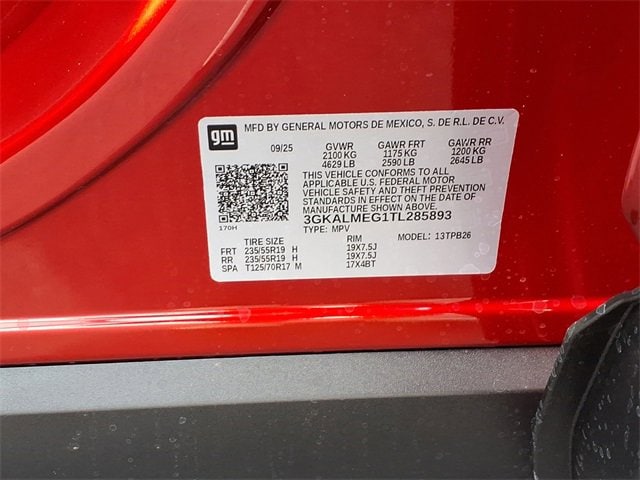 gm MFD BY GENERAL MOTORS DE MEXICO, S. DE R.L. DE C.V.
09/25 GVWR GAWR FRT GAWR RR
2100 KG 1175 KG 1200 KG
4629 LB 2590 LB 2645 LB
THIS VEHICLE CONFORMS TO ALL
APPLICABLE U.S. FEDERAL MOTOR
VEHICLE SAFETY AND THEFT PREVENTION
STANDARDS IN EFFECT ON THE DATE OF
MANUFACTURE SHOWN ABOVE.
3GKALMEG1TL285893
170H
TYPE: MPV MODEL: 13TPB26
TIRE SIZE RIM
FRT 235/55R19 H 19X7.5J
RR 235/55R19 H 19X7.5J
SPA T125/70R17 M 17X4BT